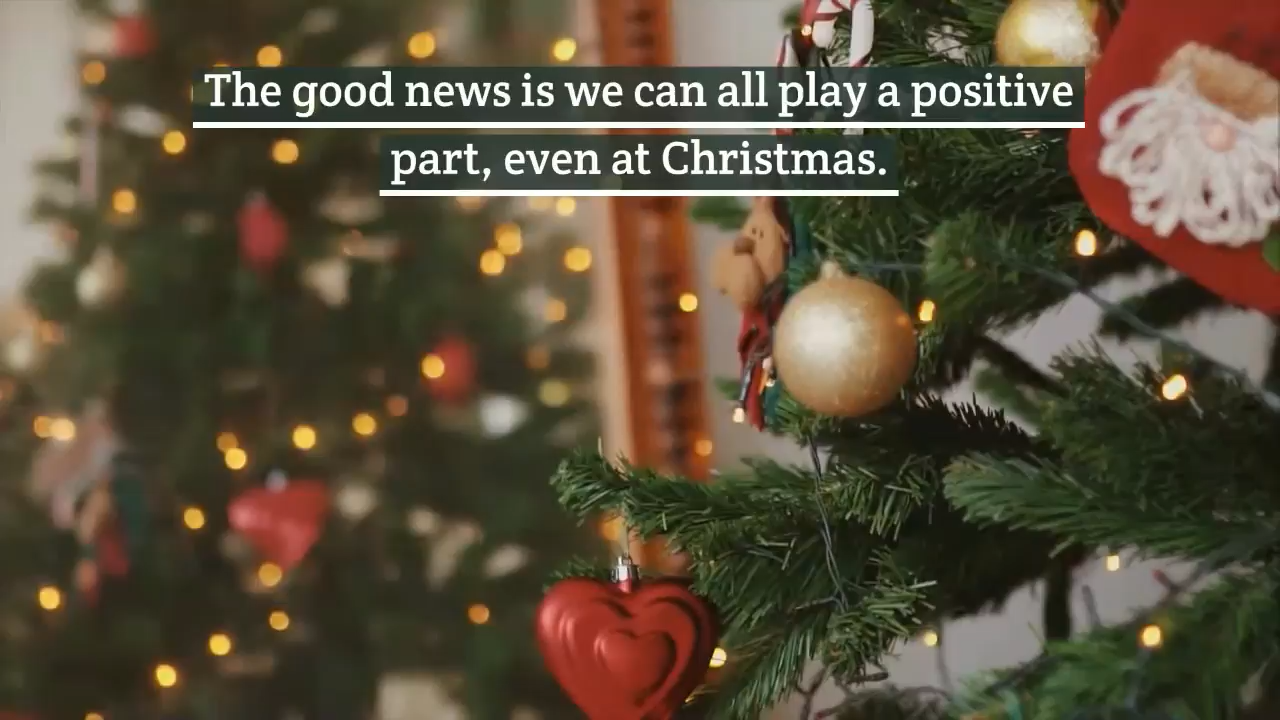 The good news is we can all play a positive
part, even at Christmas.